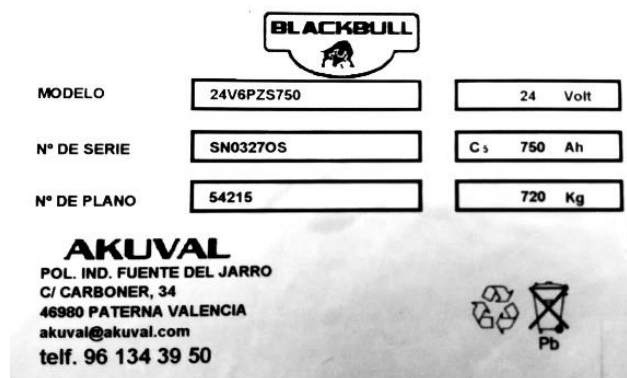 BLACKBULL
MODELO 24V6PZS750 24 Volt
Nº DE SERIE SN0327OS C5 750 Ah
Nº DE PLANO 54215 720 Kg
AKUVAL
POL. IND. FUENTE DEL JARRO
C/ CARBONER, 34
46980 PATERNA VALENCIA
akuval@akuval.com
telf. 96 134 39 50
Pb